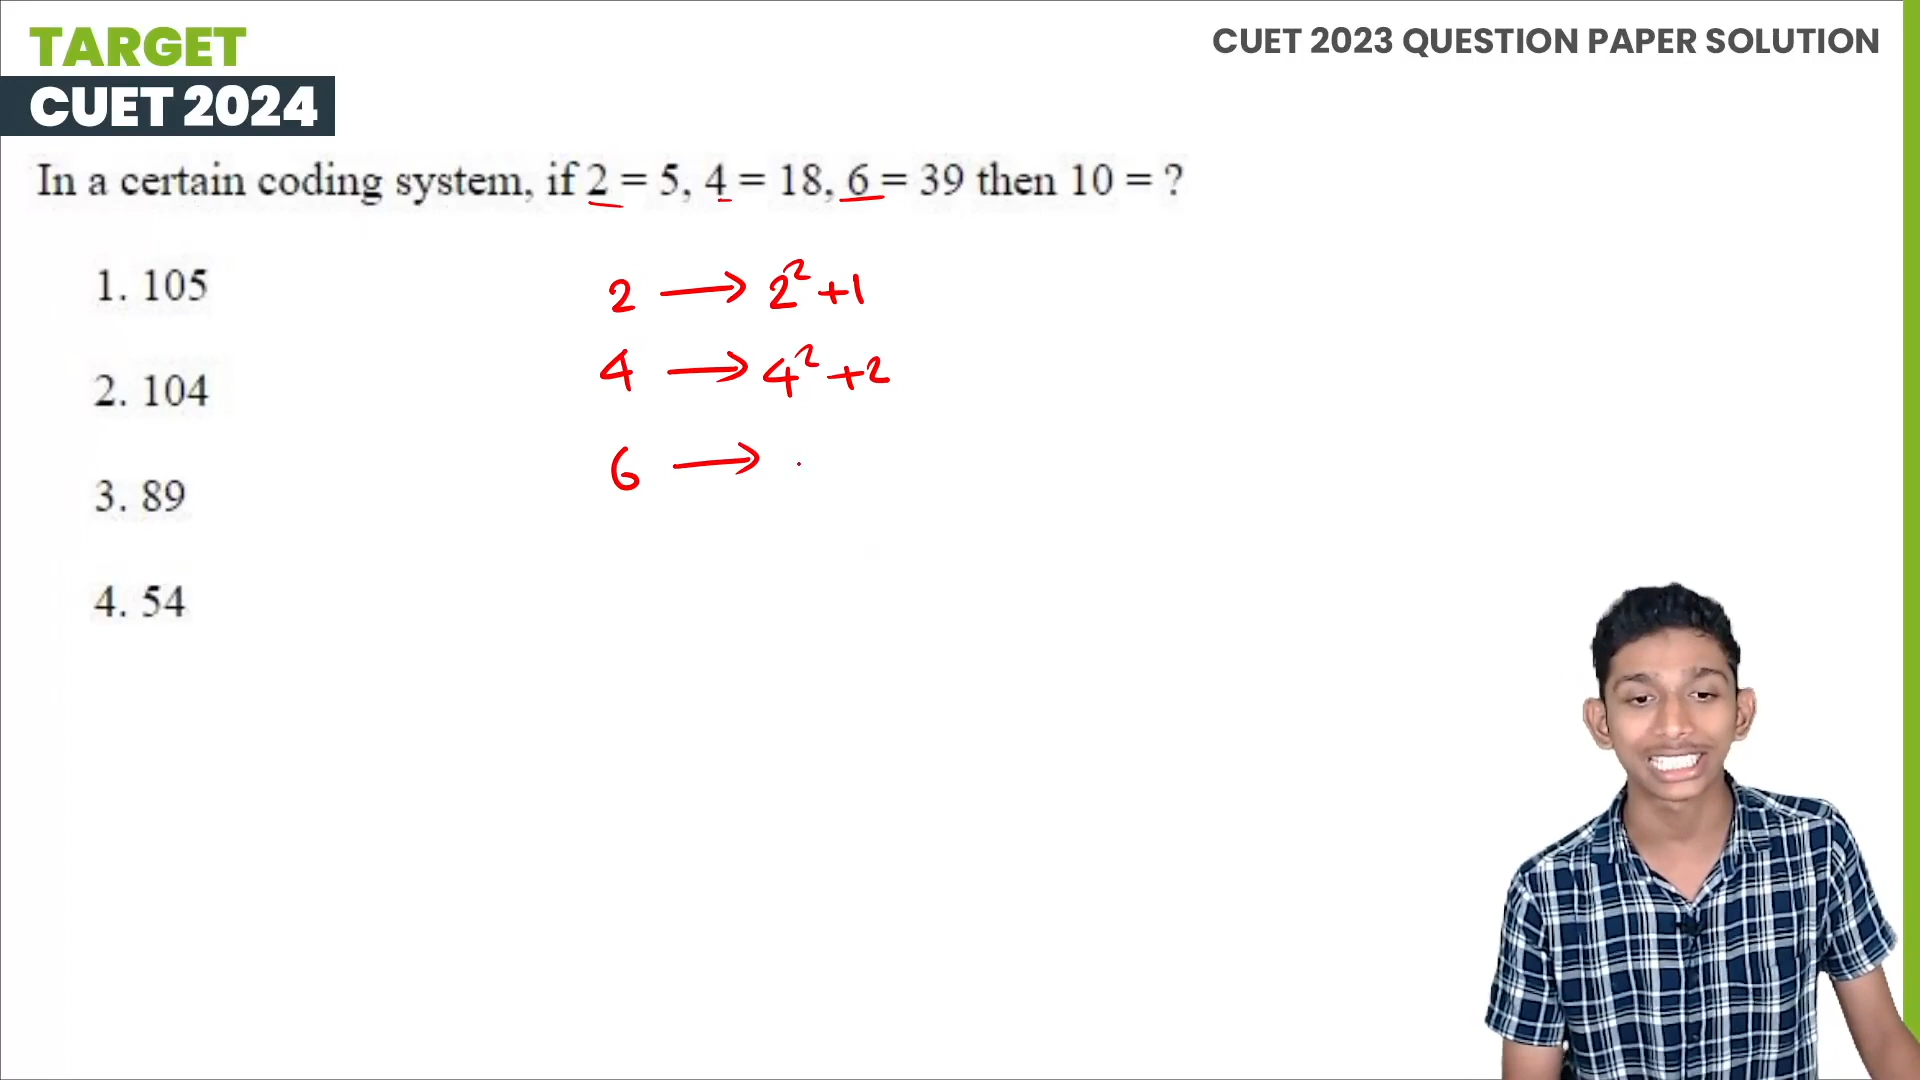 TARGET
CUET 2024
CUET 2023 QUESTION PAPER SOLUTION
In a certain coding system, if 2 = 5, 4 = 18, 6 = 39 then 10 = ?
1. 105
2. 104
3. 89
4. 54
2 → 2² +1
4 → 4² +2
6 →